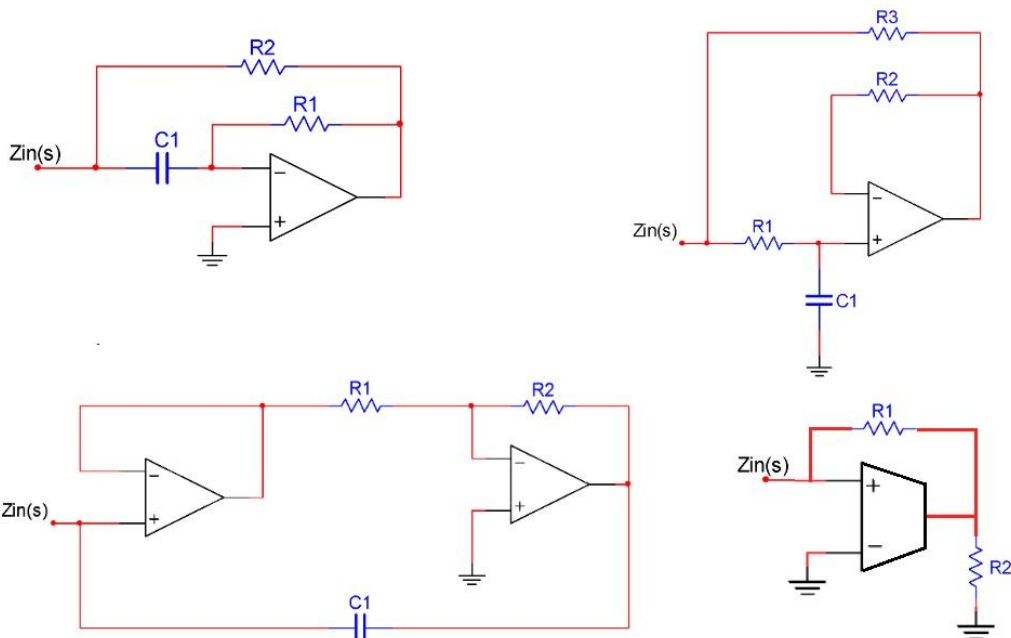 R2
R1
C1
Zin(s)
−
+
R3
R2
−
Zin(s)
R1
+
C1
R1
R2
−
−
Zin(s)
+
+
C1
R1
Zin(s)
+
−
R2